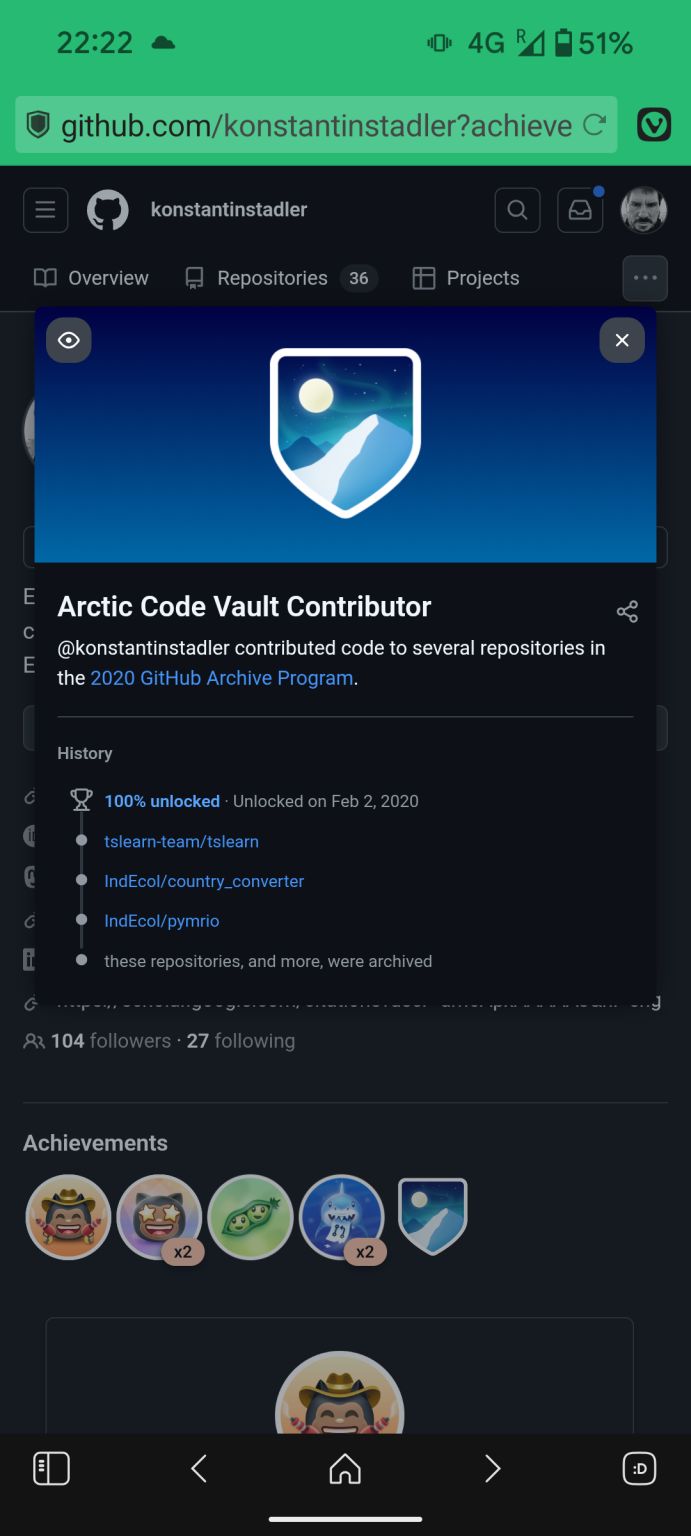 22:22
4G R 51%
github.com/konstantinstadler?achieve
konstantinstadler
Overview
Repositories 36
Projects
E
c
E
Arctic Code Vault Contributor
@konstantinstadler contributed code to several repositories in
the 2020 GitHub Archive Program.
History
100% unlocked · Unlocked on Feb 2, 2020
tslearn-team/tslearn
IndEcol/country_converter
IndEcol/pymrio
these repositories, and more, were archived
104 followers · 27 following
Achievements
x2
x2
:D